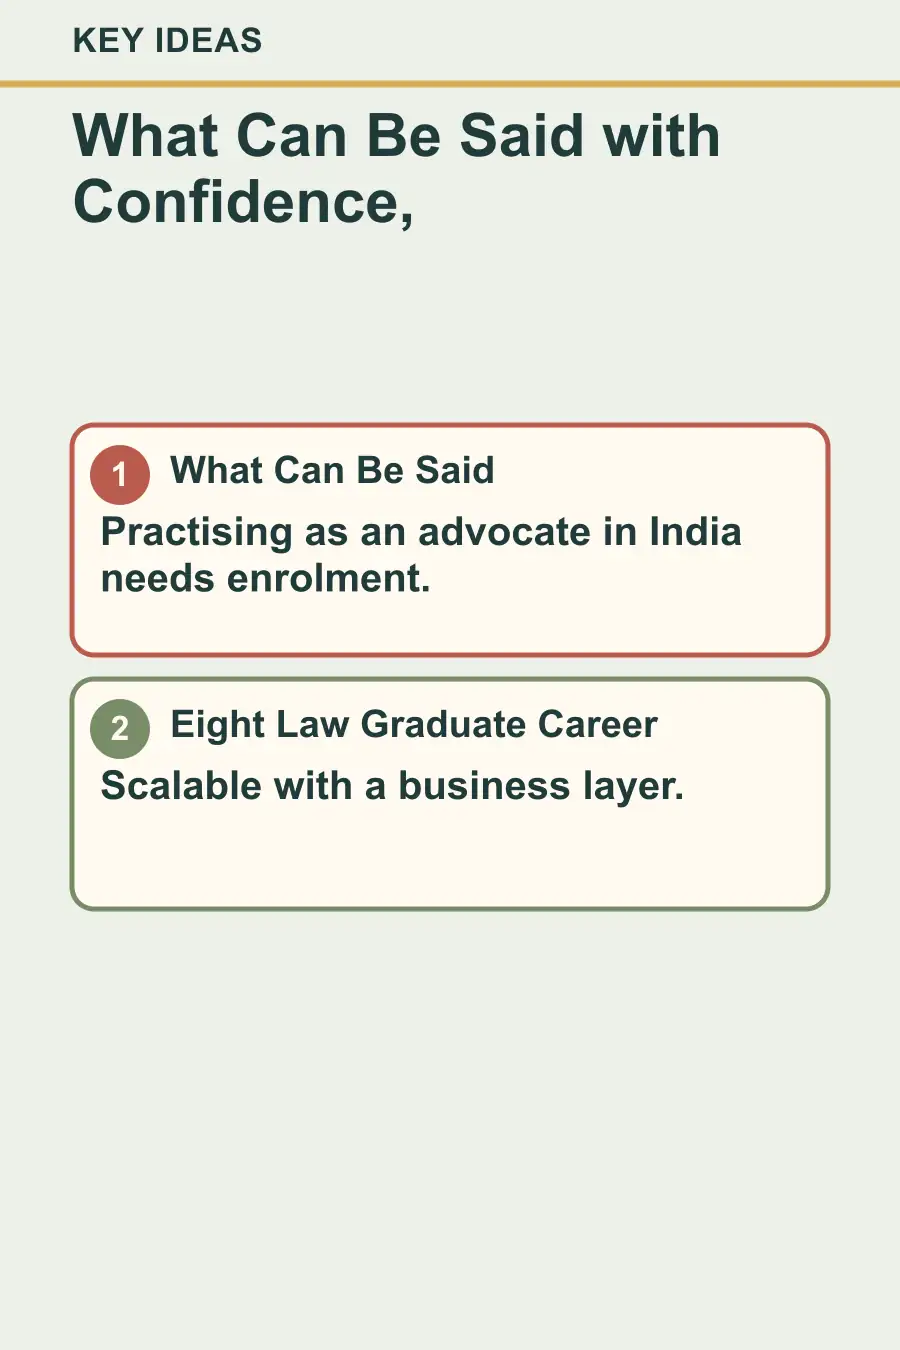 KEY IDEAS
What Can Be Said with
Confidence,
1 What Can Be Said
Practising as an advocate in India
needs enrolment.
2 Eight Law Graduate Career
Scalable with a business layer.